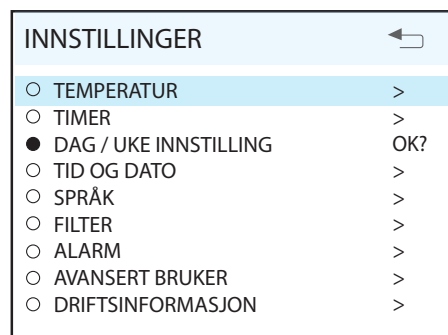 INNSTILLINGER
TEMPERATUR >
TIMER >
DAG / UKE INNSTILLING OK?
TID OG DATO >
SPRÅK >
FILTER >
ALARM >
AVANSERT BRUKER >
DRIFTSINFORMASJON >